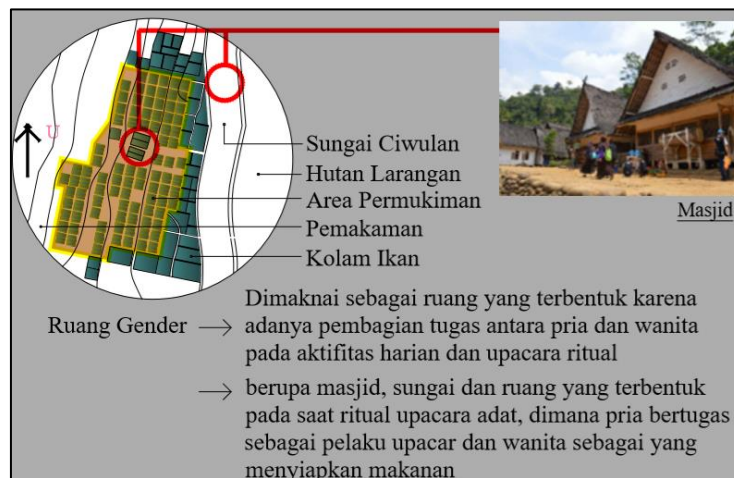 U
Sungai Ciwulan
Hutan Larangan
Area Permukiman
Pemakaman
Kolam Ikan
Masjid
Ruang Gender
Dimaknai sebagai ruang yang terbentuk karena
adanya pembagian tugas antara pria dan wanita
pada aktifitas harian dan upacara ritual
berupa masjid, sungai dan ruang yang terbentuk
pada saat ritual upacara adat, dimana pria bertugas
sebagai pelaku upacar dan wanita sebagai yang
menyiapkan makanan